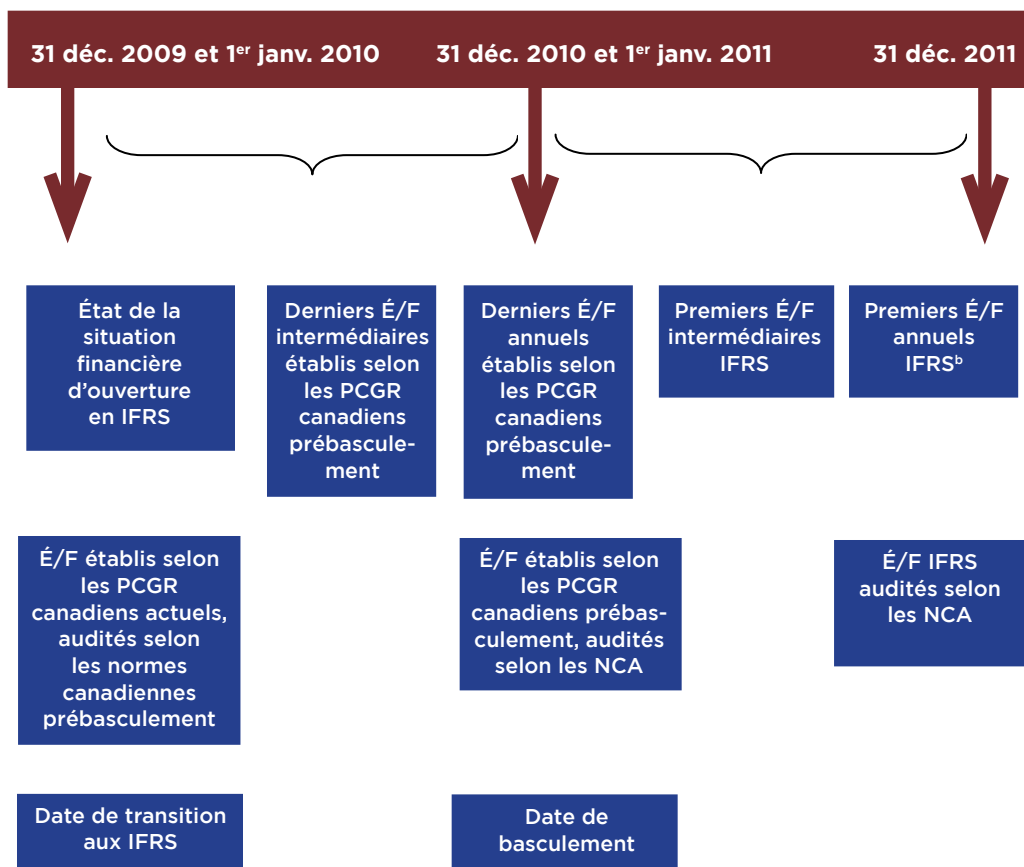 31 déc. 2009 et 1er janv. 2010
31 déc. 2010 et 1er janv. 2011
31 déc. 2011
État de la
situation
financière
d'ouverture
en IFRS
Derniers É/F
intermédiaires
établis selon
les PCGR
canadiens
prébascule-
ment
Derniers É/F
annuels
établis selon
les PCGR
canadiens
prébascule-
ment
Premiers É/F
intermédiaires
IFRS
Premiers É/F
annuels
IFRSb
É/F établis selon
les PCGR
canadiens actuels,
audités selon
les normes
canadiennes
prébasculement
É/F établis selon
les PCGR
canadiens prébas-
culement, audités
selon les NCA
É/F IFRS
audités selon
les NCA
Date de transition
aux IFRS
Date de
basculement